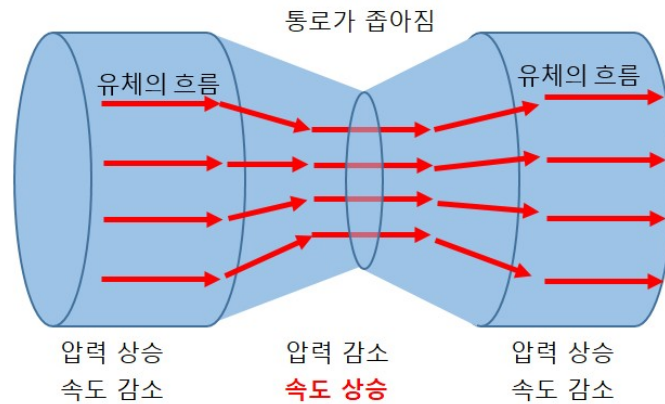 통로가 좁아짐
유체의 흐름
유체의 흐름
압력 상승
속도 감소
압력 감소
속도 상승
압력 상승
속도 감소